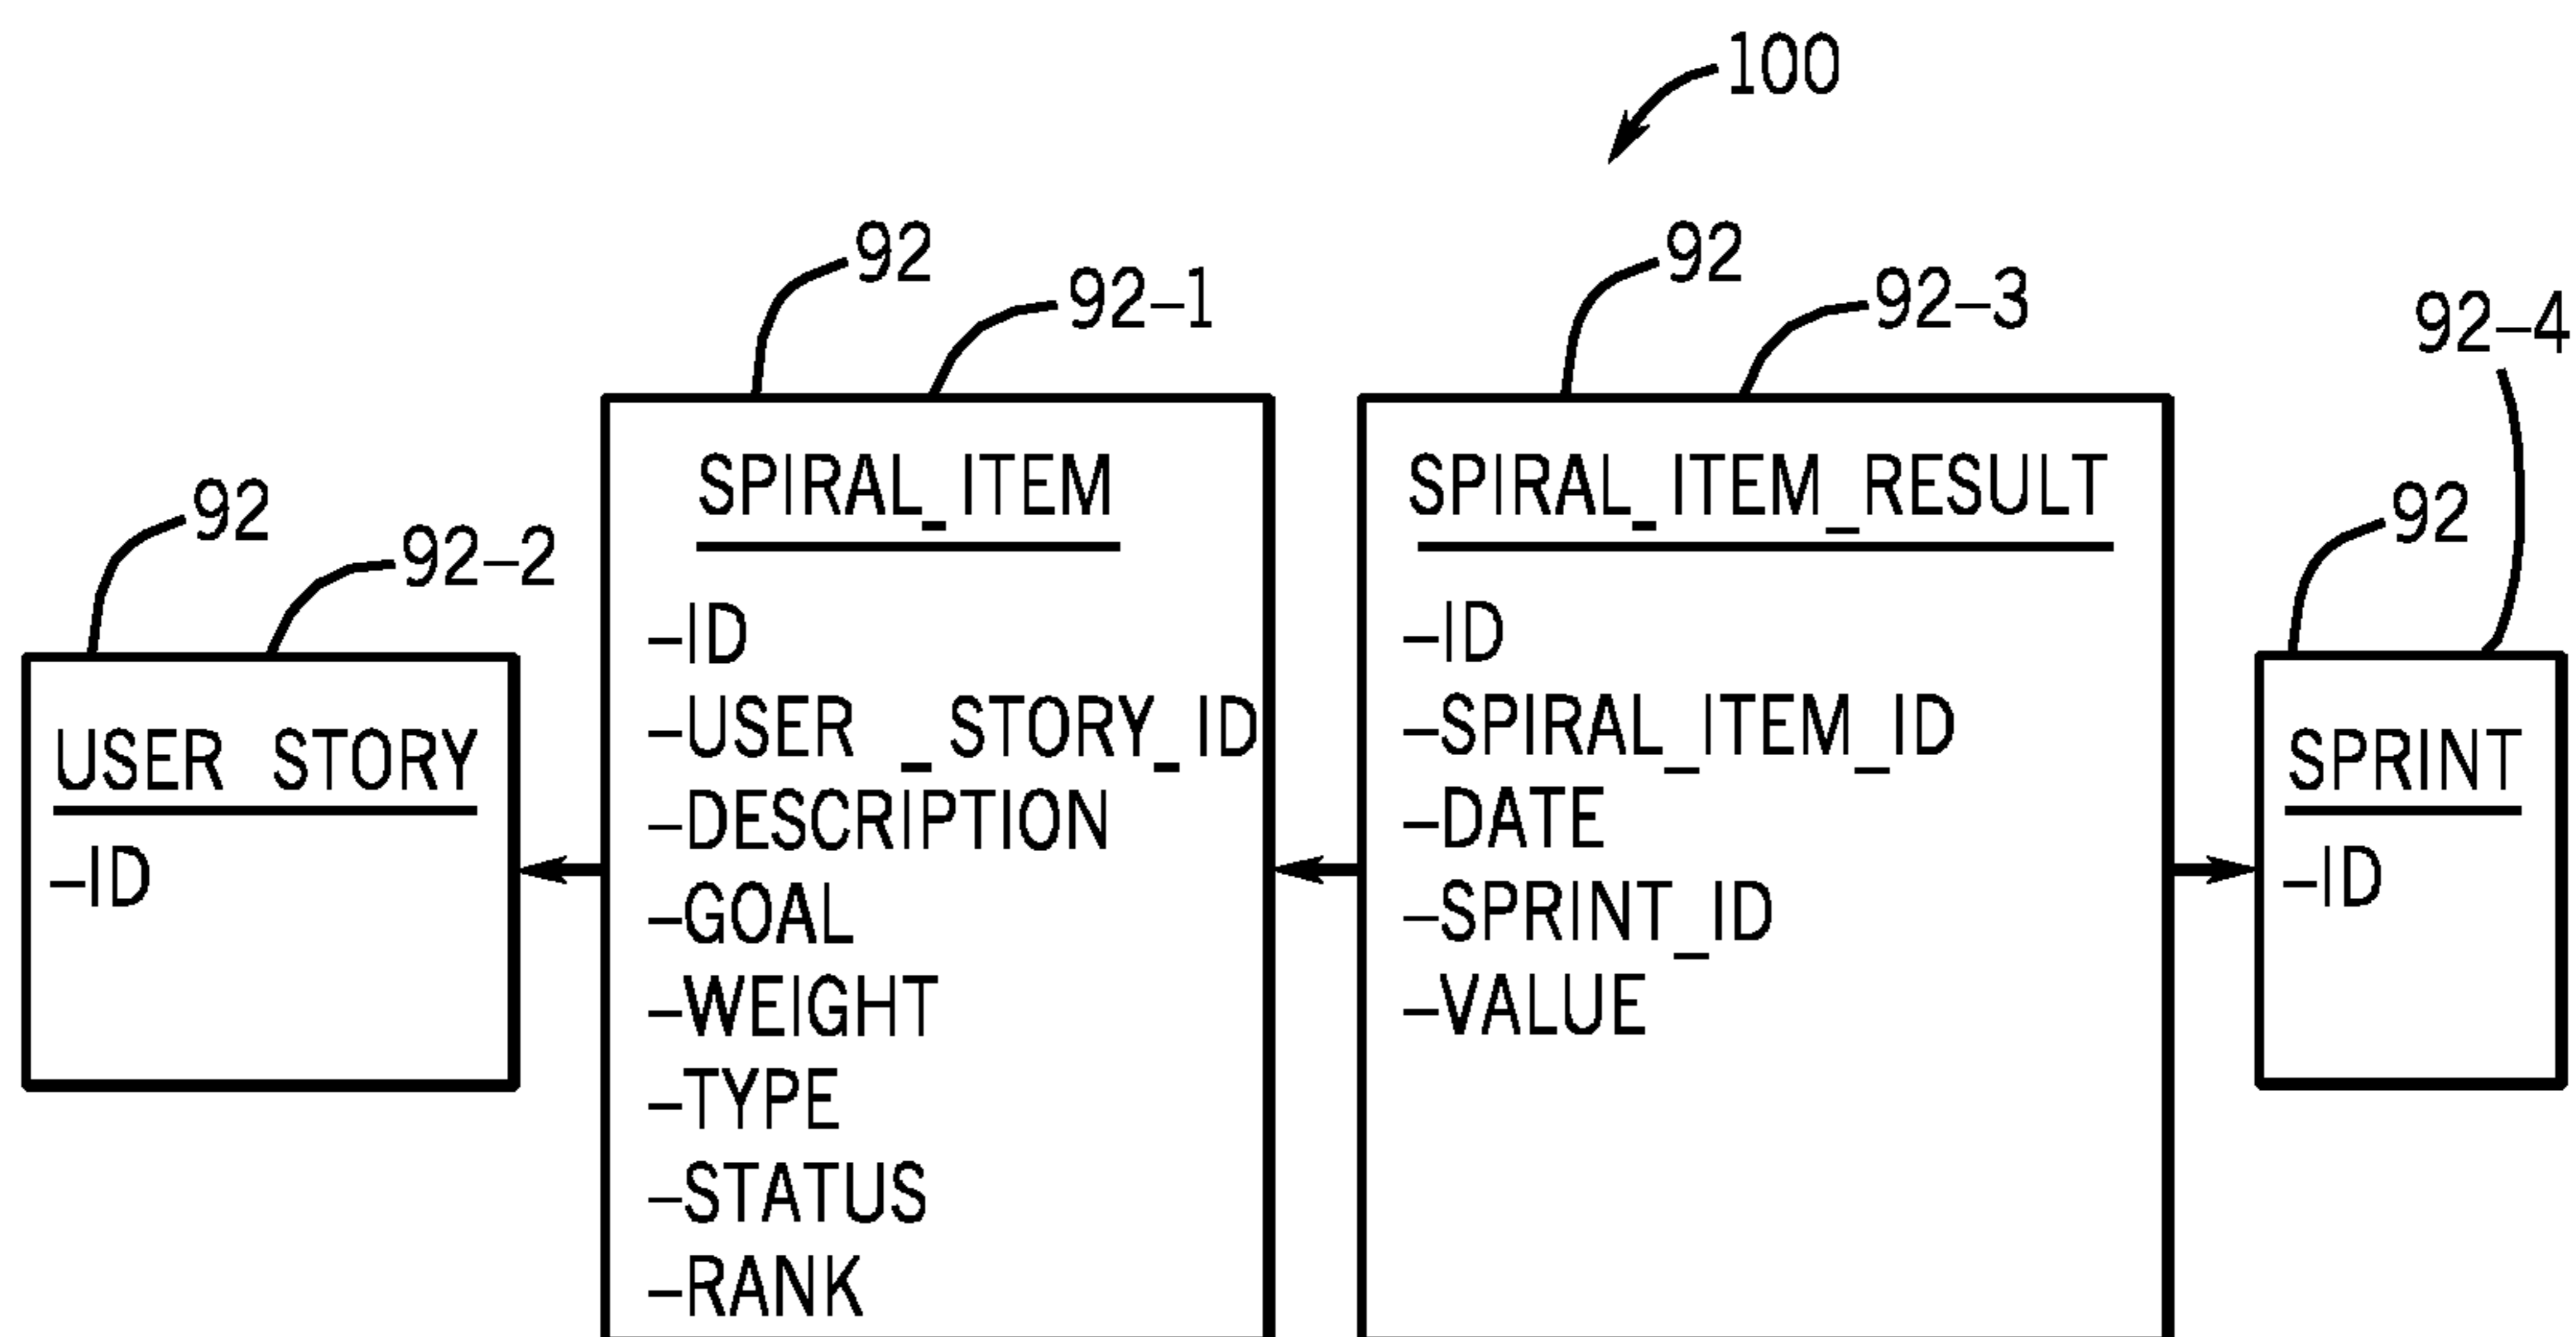 100
92
92-1
92
92-3
92-4
92
92-2
92
USER STORY
-ID
SPIRAL_ITEM
-ID
-USER _STORY_ID
-DESCRIPTION
-GOAL
-WEIGHT
-TYPE
-STATUS
-RANK
SPIRAL_ITEM_RESULT
-ID
-SPIRAL_ITEM_ID
-DATE
-SPRINT_ID
-VALUE
SPRINT
-ID